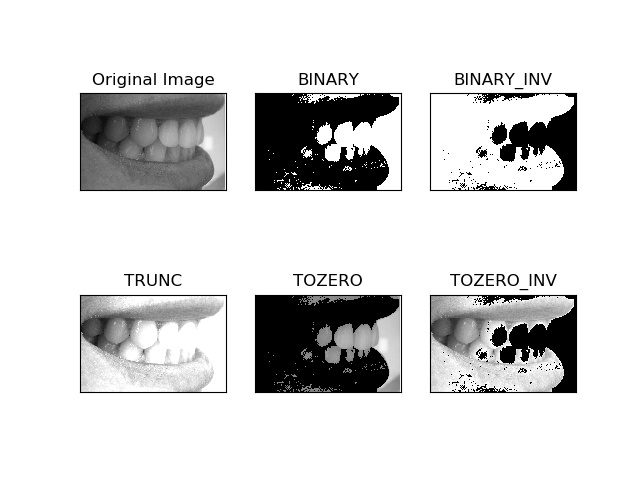 Original Image
BINARY
BINARY_INV
TRUNC
TOZERO
TOZERO_INV